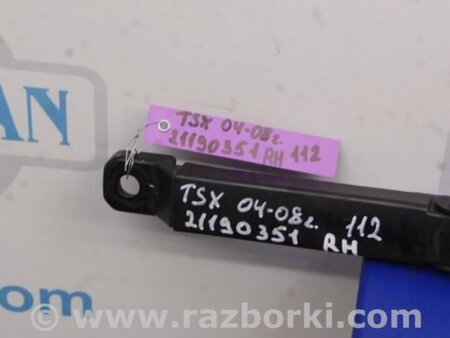 AN
TSX 04-08г.
21190351 RH 112
TSX 04-08г. 112
21190351 RH
com
© www.razborki.com